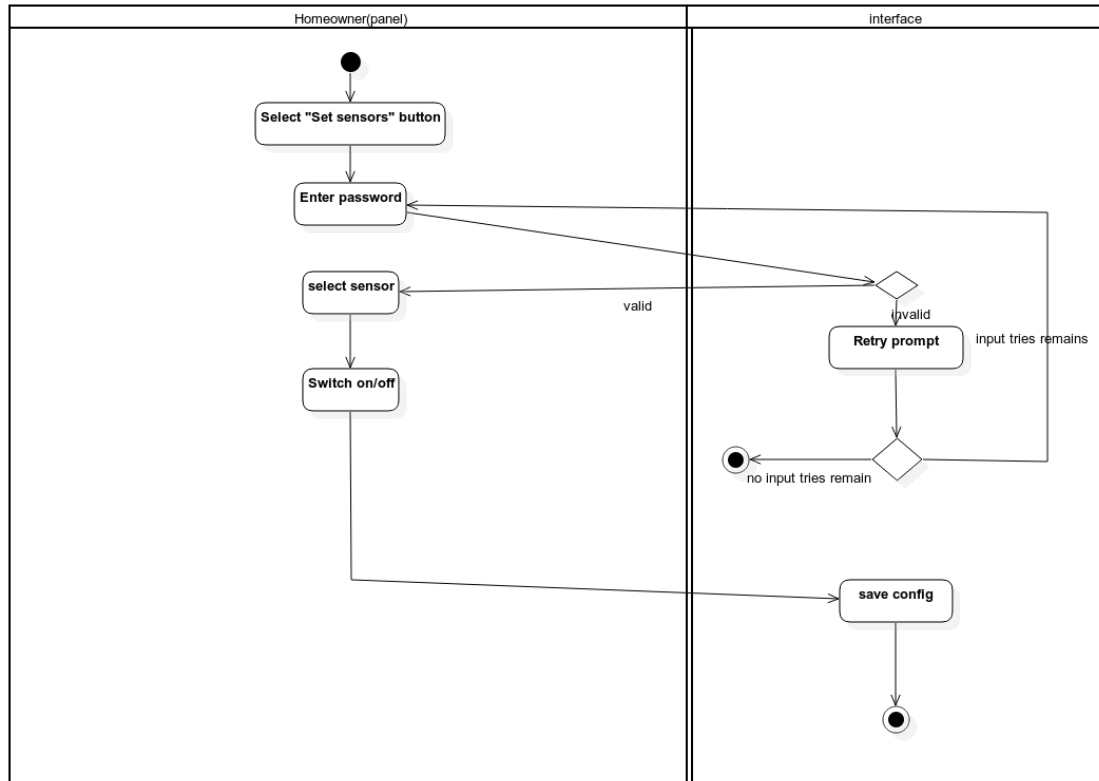 Homeowner(panel)
interface
Select "Set sensors" button
Enter password
select sensor
valid
invalid
Retry prompt
input tries remains
Switch on/off
no input tries remain
save config